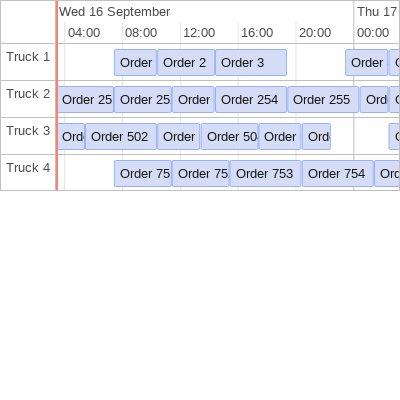 Wed 16 September Thu 17
04:00 08:00 12:00 16:00 20:00 00:00
Truck 1 Order Order 2 Order 3 Order
Truck 2 Order 25 Order 25 Order Order 254 Order 255 Ord
Truck 3 Ord Order 502 Order Order 50 Order Ord
Truck 4 Order 75 Order 75 Order 753 Order 754 Ord